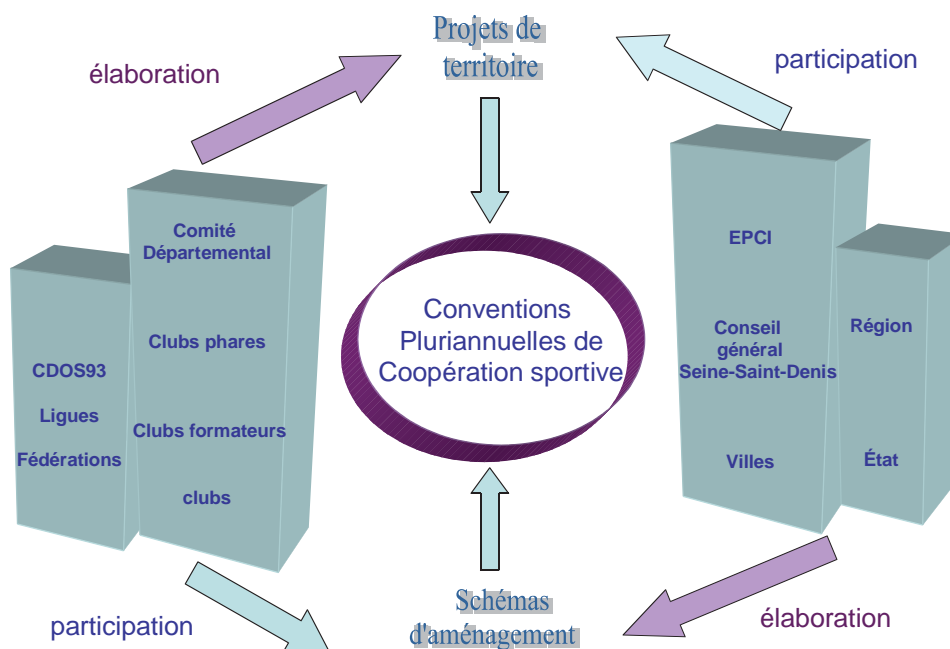 Projets de
territoire
élaboration
participation
Comité
Départemental
Clubs phares
Clubs formateurs
clubs
CDOS93
Ligues
Fédérations
Conventions
Pluriannuelles de
Coopération sportive
EPCI
Conseil
général
Seine-Saint-Denis
Villes
Région
État
participation
Schémas
d'aménagement
élaboration